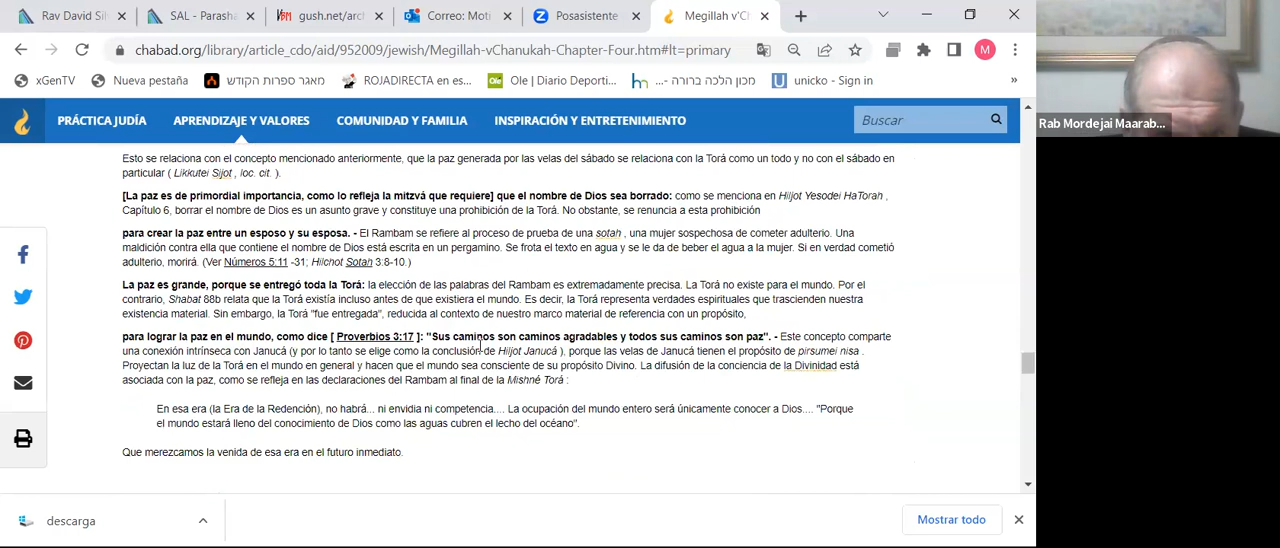 Rav David Sil
SAL - Parasha
gush.net/arc
Correo: Moti
Posasistente
Megillah v'Ch
chabad.org/library/article_cdo/aid/952009/jewish/Megillah-vChanukah-Chapter-Four.htm#lt=primary
M
xGenTV
Nueva pestaña
מאגר ספרות הקודש
ROJADIRECTA en es...
Ole | Diario Deporti...
מכון הלכה ברורה -...
unicko - Sign in
»
PRÁCTICA JUDÍA
APRENDIZAJE Y VALORES
COMUNIDAD Y FAMILIA
INSPIRACIÓN Y ENTRETENIMIENTO
Buscar
Rab Mordejai Maarab...
Esto se relaciona con el concepto mencionado anteriormente, que la paz generada por las velas del sábado se relaciona con la Torá como un todo y no con el sábado en
particular ( Likkutei Sijot , loc. cit. ).
[La paz es de primordial importancia, como lo refleja la mitzvá que requiere] que el nombre de Dios sea borrado: como se menciona en Hiijot Yesodei HaTorah ,
Capítulo 6, borrar el nombre de Dios es un asunto grave y constituye una prohibición de la Torá. No obstante, se renuncia a esta prohibición
para crear la paz entre un esposo y su esposa. - El Rambam se refiere al proceso de prueba de una sotah , una mujer sospechosa de cometer adulterio. Una
maldición contra ella que contiene el nombre de Dios está escrita en un pergamino. Se frota el texto en agua y se le da de beber el agua a la mujer. Si en verdad cometió
adulterio, morirá. (Ver Números 5:11 -31; Hilchot Sotah 3:8-10.)
La paz es grande, porque se entregó toda la Torá: la elección de las palabras del Rambam es extremadamente precisa. La Torá no existe para el mundo. Por el
contrario, Shabat 88b relata que la Torá existía incluso antes de que existiera el mundo. Es decir, la Torá representa verdades espirituales que trascienden nuestra
existencia material. Sin embargo, la Torá "fue entregada", reducida al contexto de nuestro marco material de referencia con un propósito,
para lograr la paz en el mundo, como dice [ Proverbios 3:17 ]: "Sus caminos son caminos agradables y todos sus caminos son paz". - Este concepto comparte
una conexión intrínseca con Janucá (y por lo tanto se elige como la conclusión de Hiijot Janucá ), porque las velas de Janucá tienen el propósito de pirsumei nisa .
Proyectan la luz de la Torá en el mundo en general y hacen que el mundo sea consciente de su propósito Divino. La difusión de la conciencia de la Divinidad está
asociada con la paz, como se refleja en las declaraciones del Rambam al final de la Mishné Torá :
En esa era (la Era de la Redención), no habrá... ni envidia ni competencia.... La ocupación del mundo entero será únicamente conocer a Dios.... "Porque
el mundo estará lleno del conocimiento de Dios como las aguas cubren el lecho del océano".
Que merezcamos la venida de esa era en el futuro inmediato.
descarga
Mostrar todo